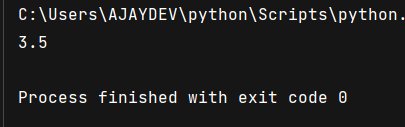 C:\Users\AJAYDEV\python\Scripts\python.
3.5
Process finished with exit code 0